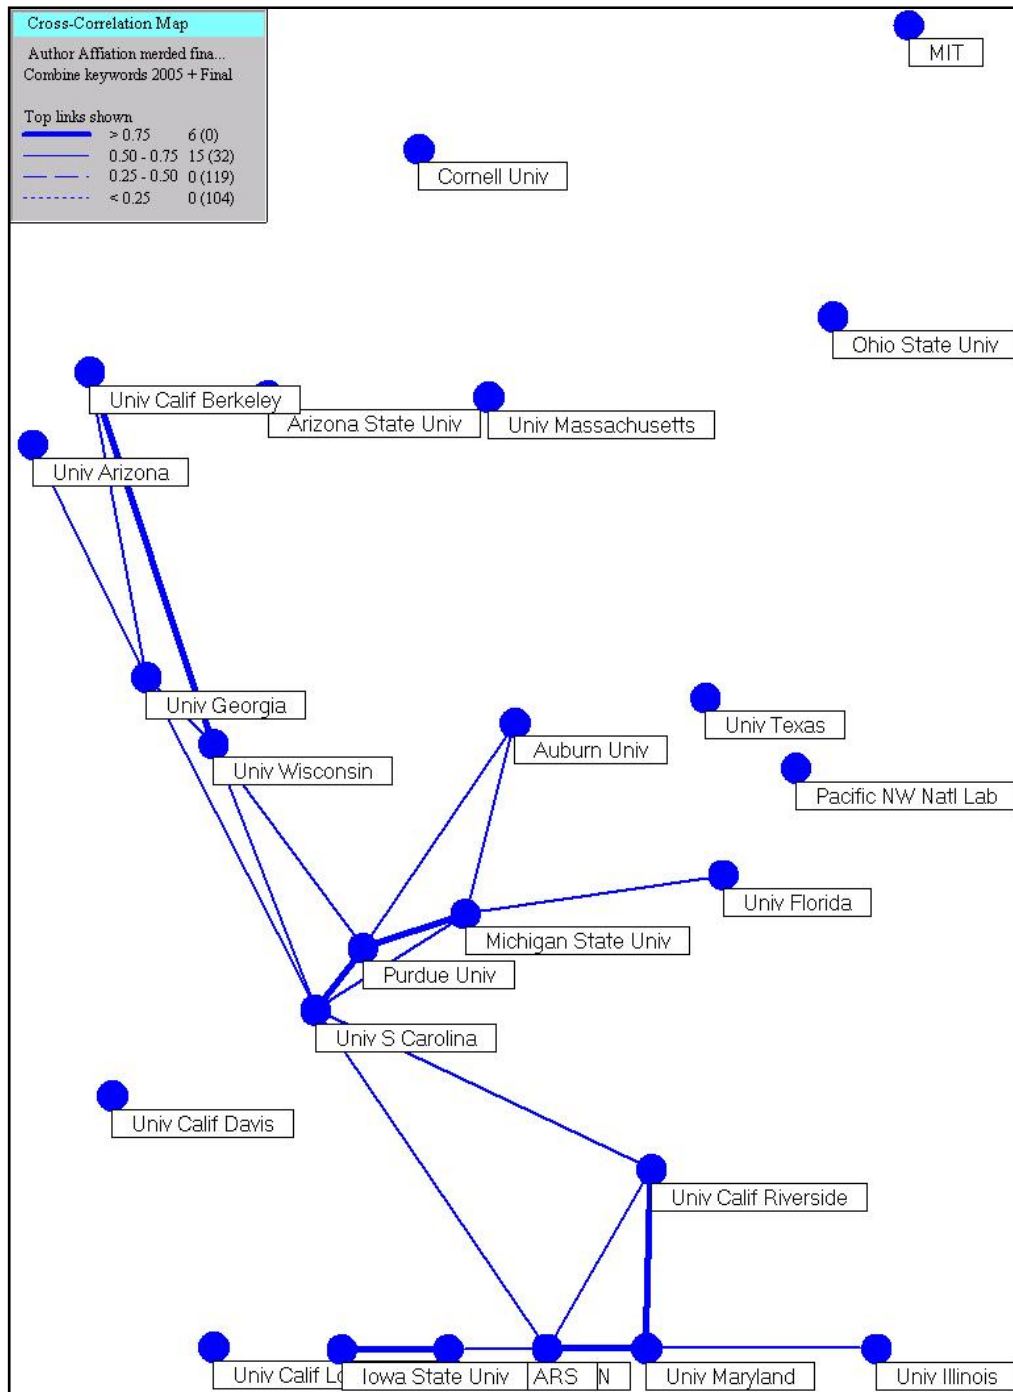 Cross-Correlation Map
Author Affiation merded fina...
Combine keywords 2005 + Final
Top links shown
> 0.75 6 (0)
0.50 - 0.75 15 (32)
0.25 - 0.50 0 (119)
< 0.25 0 (104)
MIT
Cornell Univ
Ohio State Univ
Univ Calif Berkeley
Arizona State Univ
Univ Massachusetts
Univ Arizona
Univ Georgia
Univ Texas
Auburn Univ
Univ Wisconsin
Pacific NW Natl Lab
Univ Florida
Michigan State Univ
Purdue Univ
Univ S Carolina
Univ Calif Davis
Univ Calif Riverside
Univ Calif
Iowa State Univ
ARS
N
Univ Maryland
Univ Illinois